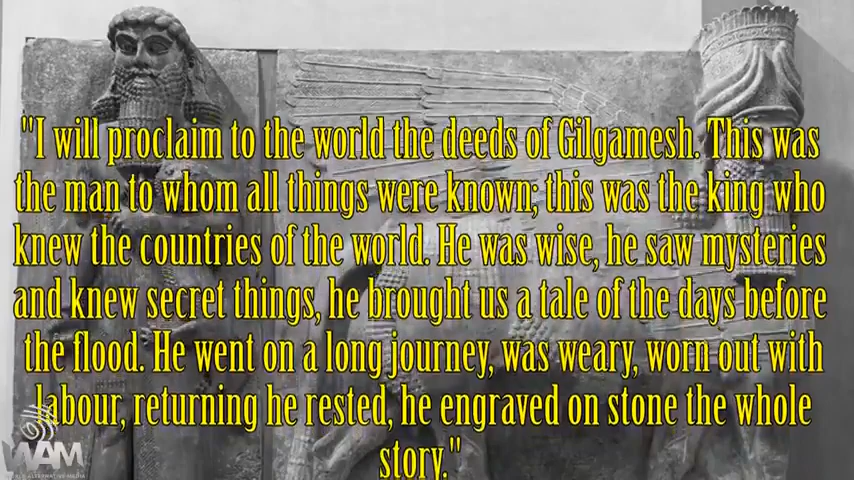 "I will proclaim to the world the deeds of Gilgamesh. This was
the man to whom all things were known; this was the king who
knew the countries of the world. He was wise, he saw mysteries
and knew secret things, he brought us a tale of the days before
the flood. He went on a long journey, was weary, worn out with
labour, returning he rested, he engraved on stone the whole
story."
WAM
WORLD ALTERNATIVE MEDIA